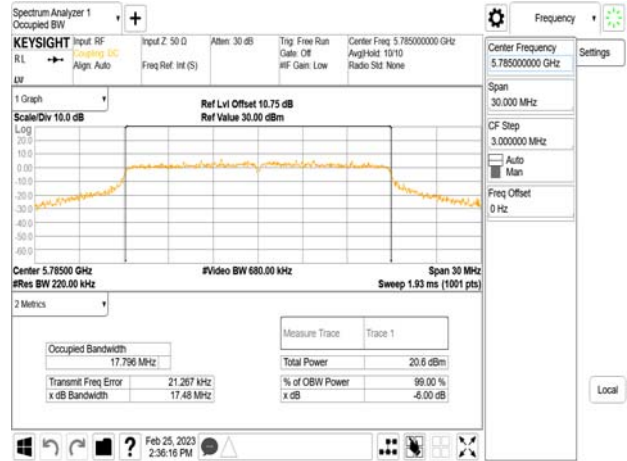 Spectrum Analyzer 1
Occupied BW
Frequency
KEYSIGHT
Input: RF
Input Z: 50 Ω
Atten: 30 dB
Trig: Free Run
Center Freq: 5.785000000 GHz
RL
Coupling: DC
Gate: Off
Avg|Hold: 10/10
Align: Auto
Freq Ref: Int (S)
#IF Gain: Low
Radio Std: None
Center Frequency
5.785000000 GHz
Settings
Span
30.000 MHz
CF Step
3.000000 MHz
Auto
Man
Freq Offset
0 Hz
Local
1 Graph
Ref Lvl Offset 10.75 dB
Scale/Div 10.0 dB
Ref Value 30.00 dBm
Log
20.0
10.0
0.00
-10.0
-20.0
-30.0
-40.0
-50.0
-60.0
Center 5.78500 GHz
#Video BW 680.00 kHz
Span 30 MHz
#Res BW 220.00 kHz
Sweep 1.93 ms (1001 pts)
2 Metrics
Measure Trace
Trace 1
Occupied Bandwidth
17.796 MHz
Total Power
20.6 dBm
Transmit Freq Error
21.267 kHz
% of OBW Power
99.00 %
x dB Bandwidth
17.48 MHz
x dB
-6.00 dB
Feb 25, 2023
2:36:16 PM